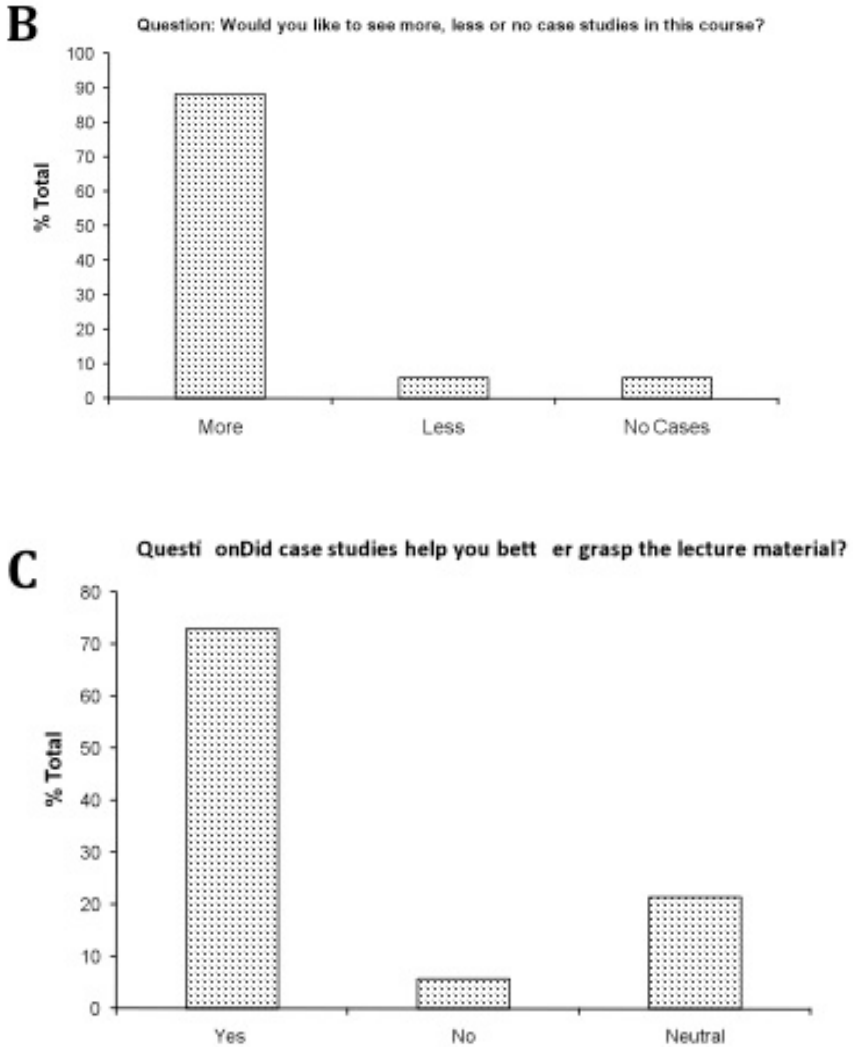 B
Question: Would you like to see more, less or no case studies in this course?
100
90
80
70
60
50
40
30
20
10
0
% Total
More Less No Cases
C
Questi onDid case studies help you bett er grasp the lecture material?
80
70
60
50
40
30
20
10
0
% Total
Yes No Neutral